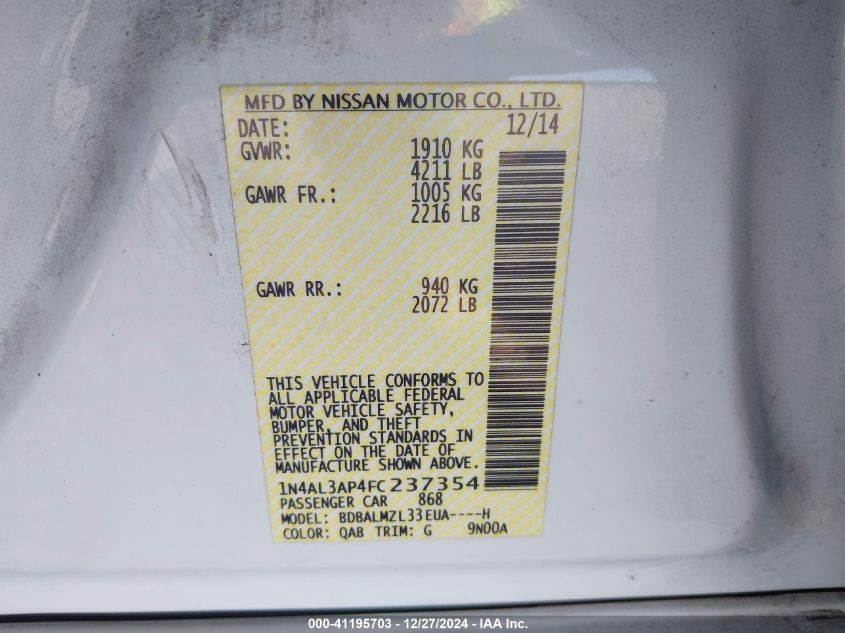 MFD BY NISSAN MOTOR CO., LTD.
DATE: 12/14
GVWR: 1910 KG
4211 LB
GAWR FR.: 1005 KG
2216 LB
GAWR RR.: 940 KG
2072 LB
THIS VEHICLE CONFORMS TO
ALL APPLICABLE FEDERAL
MOTOR VEHICLE SAFETY,
BUMPER, AND THEFT
PREVENTION STANDARDS IN
EFFECT ON THE DATE OF
MANUFACTURE SHOWN ABOVE.
1N4AL3AP4FC237354
PASSENGER CAR 868
MODEL: BDBALMZL33EUA----H
COLOR: QAB TRIM: G 9N00A
000-41195703 - 12/27/2024 - IAA Inc.